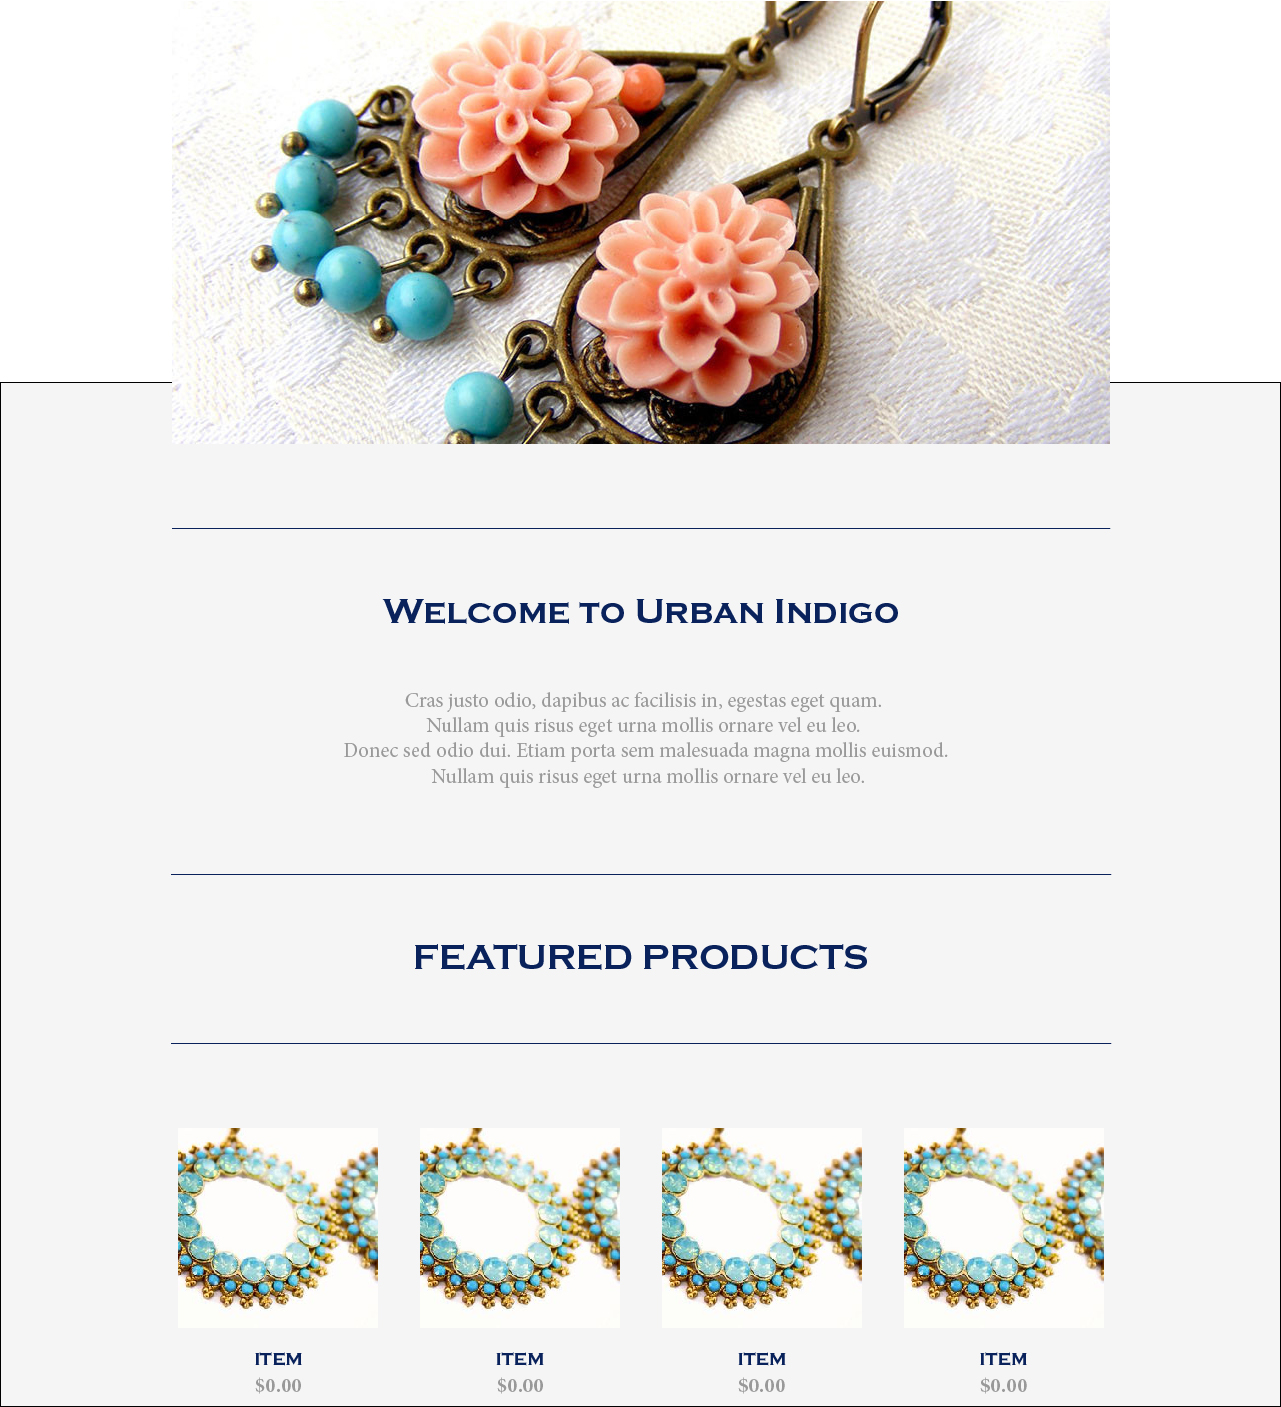 Welcome to Urban Indigo
Cras justo odio, dapibus ac facilisis in, egestas eget quam.
Nullam quis risus eget urna mollis ornare vel eu leo.
Donec sed odio dui. Etiam porta sem malesuada magna mollis euismod.
Nullam quis risus eget urna mollis ornare vel eu leo.
FEATURED PRODUCTS
ITEM ITEM ITEM ITEM
$0.00 $0.00 $0.00 $0.00